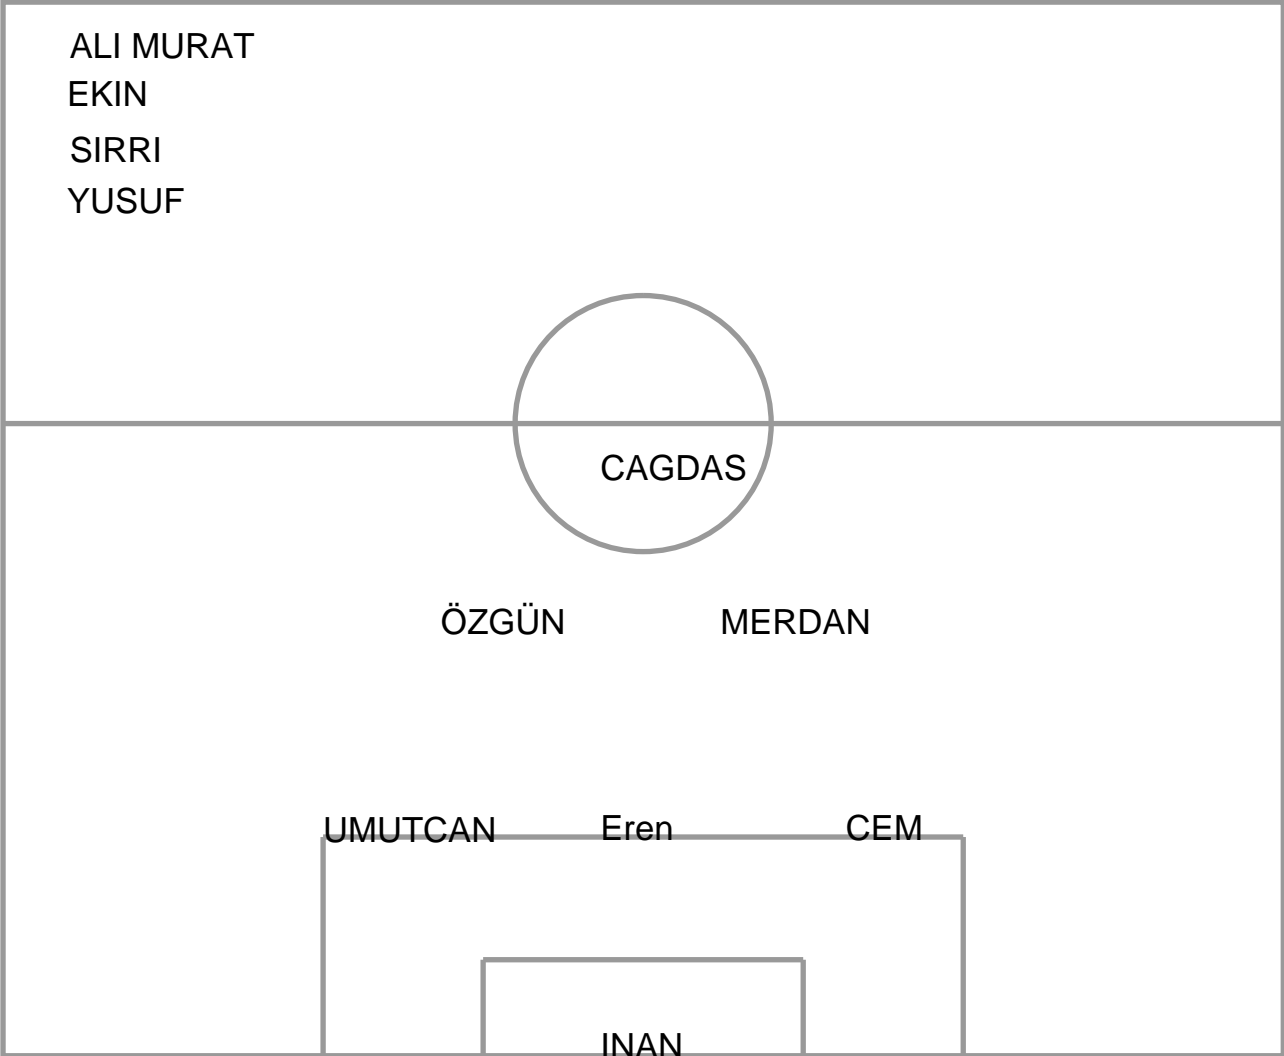 ALI MURAT
EKIN
SIRRI
YUSUF
CAGDAS
ÖZGÜN MERDAN
UMUTCAN Eren CEM
INAN